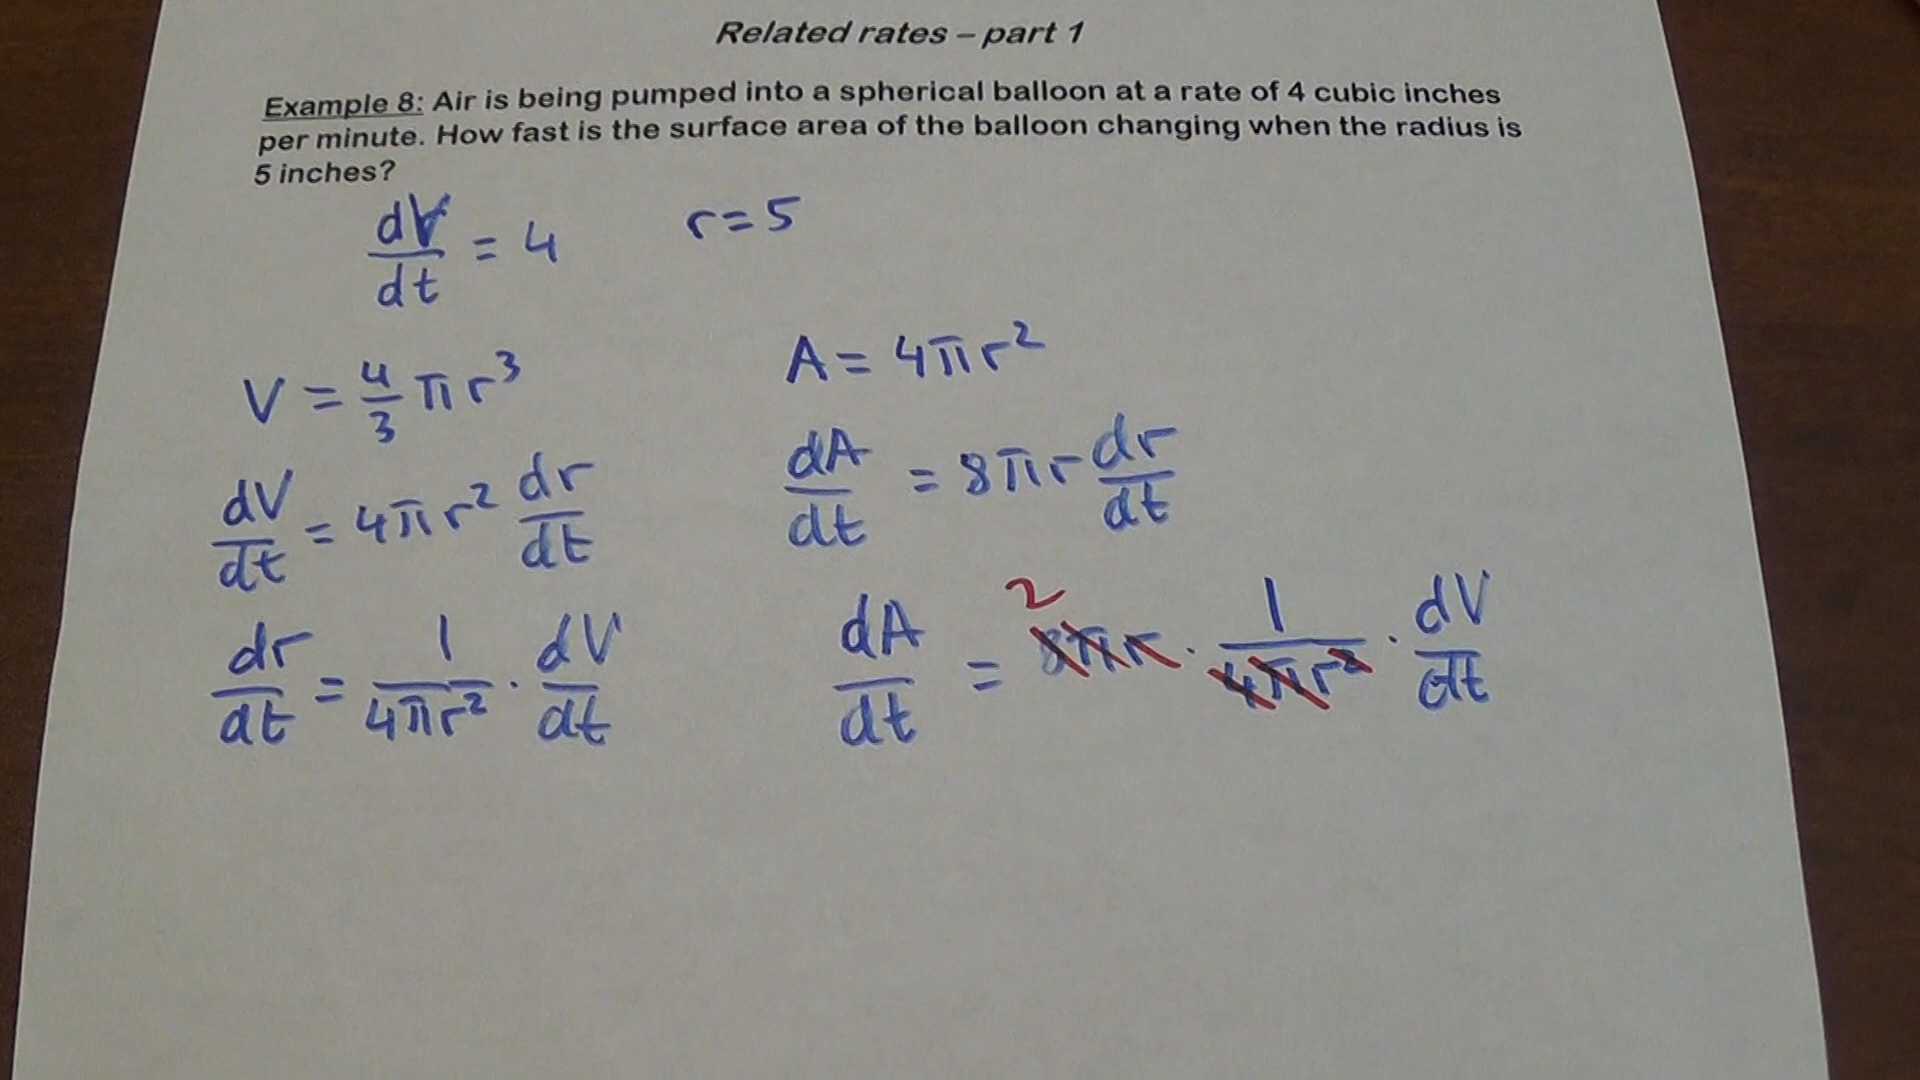 Related rates – part 1
Example 8: Air is being pumped into a spherical balloon at a rate of 4 cubic inches
per minute. How fast is the surface area of the balloon changing when the radius is
5 inches?
dV/dt = 4    r = 5
V = 4/3 πr³    A = 4πr²
dV/dt = 4πr² dr/dt    dA/dt = 8πr dr/dt
dr/dt = 1/4πr² · dV/dt    dA/dt = 2 8πr · 1/4πr² · dV/dt